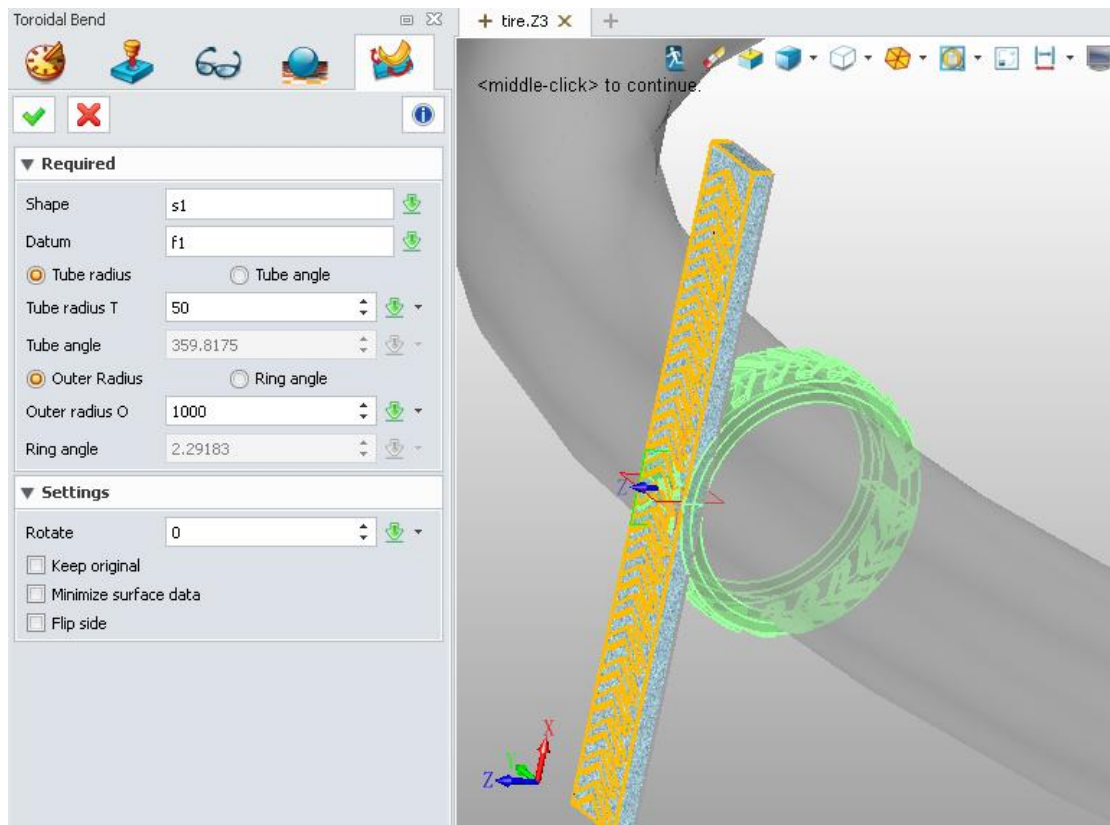 Toroidal Bend
tire.Z3
<middle-click> to continue.
Required
Shape s1
Datum f1
Tube radius Tube angle
Tube radius T 50
Tube angle 359.8175
Outer Radius Ring angle
Outer radius O 1000
Ring angle 2.29183
Settings
Rotate 0
Keep original
Minimize surface data
Flip side
Z
X
Y
Z